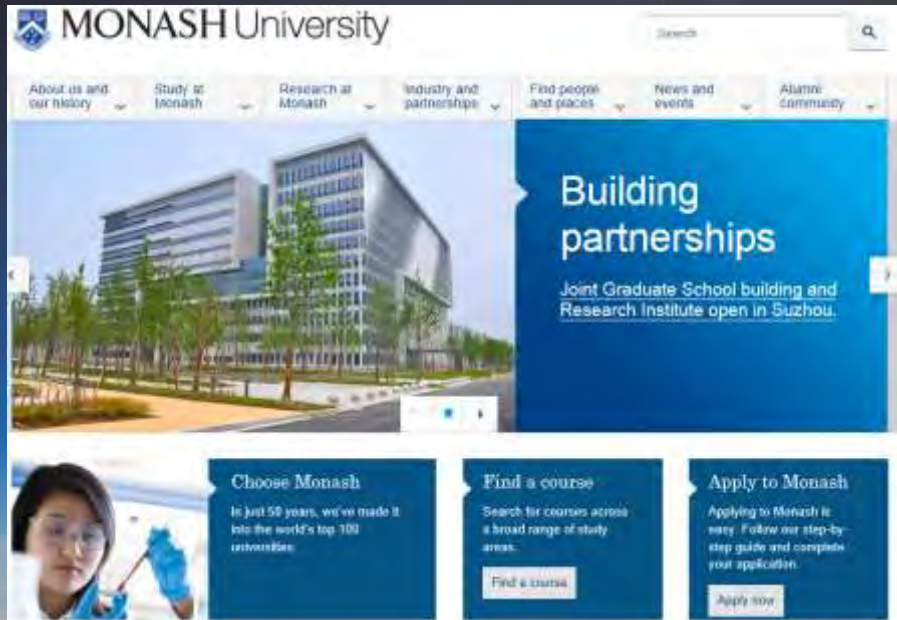 MONASH University
Search
About us and
our history
Study at
Monash
Research at
Monash
Industry and
partnerships
Find people
and places
News and
events
Alumni
community
Building
partnerships
Joint Graduate School building and
Research Institute open in Suzhou.
Choose Monash
In just 50 years, we've made it
into the world's top 100
universities.
Find a course
Search for courses across
a broad range of study
areas.
Find a course
Apply to Monash
Applying to Monash is
easy. Follow our step-by-
step guide and complete
your application.
Apply now